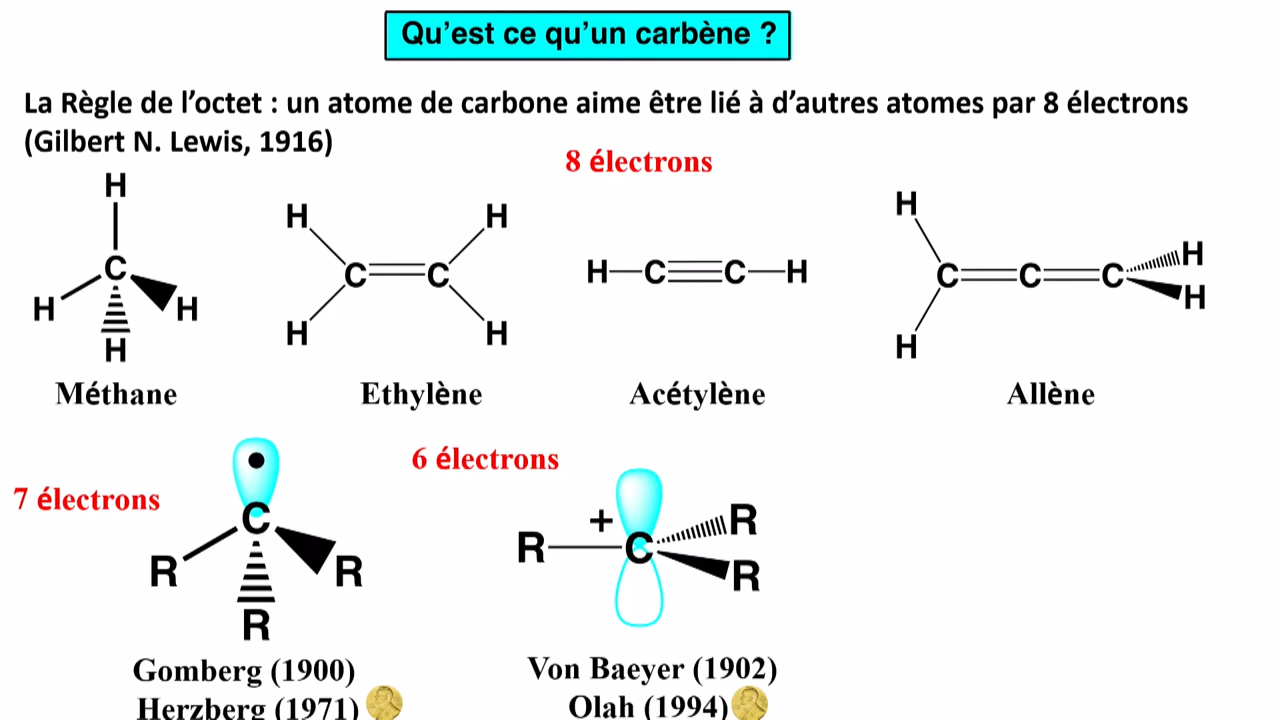 Qu'est ce qu'un carbène ?
La Règle de l'octet : un atome de carbone aime être lié à d'autres atomes par 8 électrons
(Gilbert N. Lewis, 1916)
8 électrons
H
C
H H
H
H H
C C
H H
H C C H
H
C C C H
H
H
Méthane Ethylène Acétylène Allène
7 électrons
C
R R
R
6 électrons
+
R C R
R
Gomberg (1900) Von Baeyer (1902)
Herzberg (1971) Olah (1994)